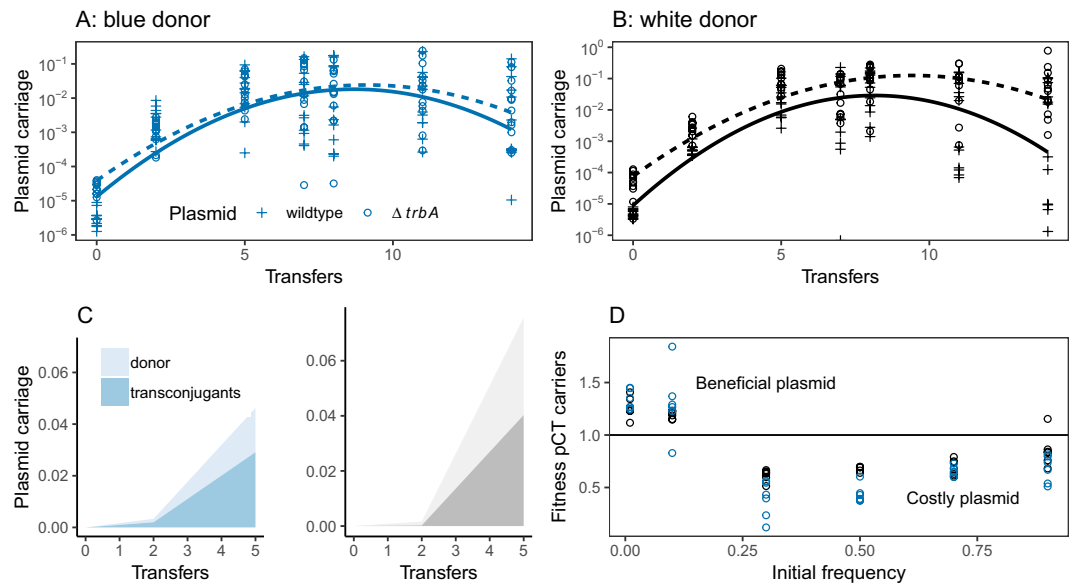 A: blue donor
Plasmid carriage
10⁻¹
10⁻²
10⁻³
10⁻⁴
10⁻⁵
10⁻⁶
Plasmid + wildtype ○ Δ trbA
0 5 10
Transfers
B: white donor
Plasmid carriage
10⁰
10⁻¹
10⁻²
10⁻³
10⁻⁴
10⁻⁵
10⁻⁶
0 5 10
Transfers
C
Plasmid carriage
0.06
0.04
0.02
0.00
donor
transconjugants
0 1 2 3 4 5
Transfers
0.06
0.04
0.02
0.00
0 1 2 3 4 5
Transfers
D
Fitness pCT carriers
1.5
1.0
0.5
Beneficial plasmid
Costly plasmid
0.00 0.25 0.50 0.75
Initial frequency